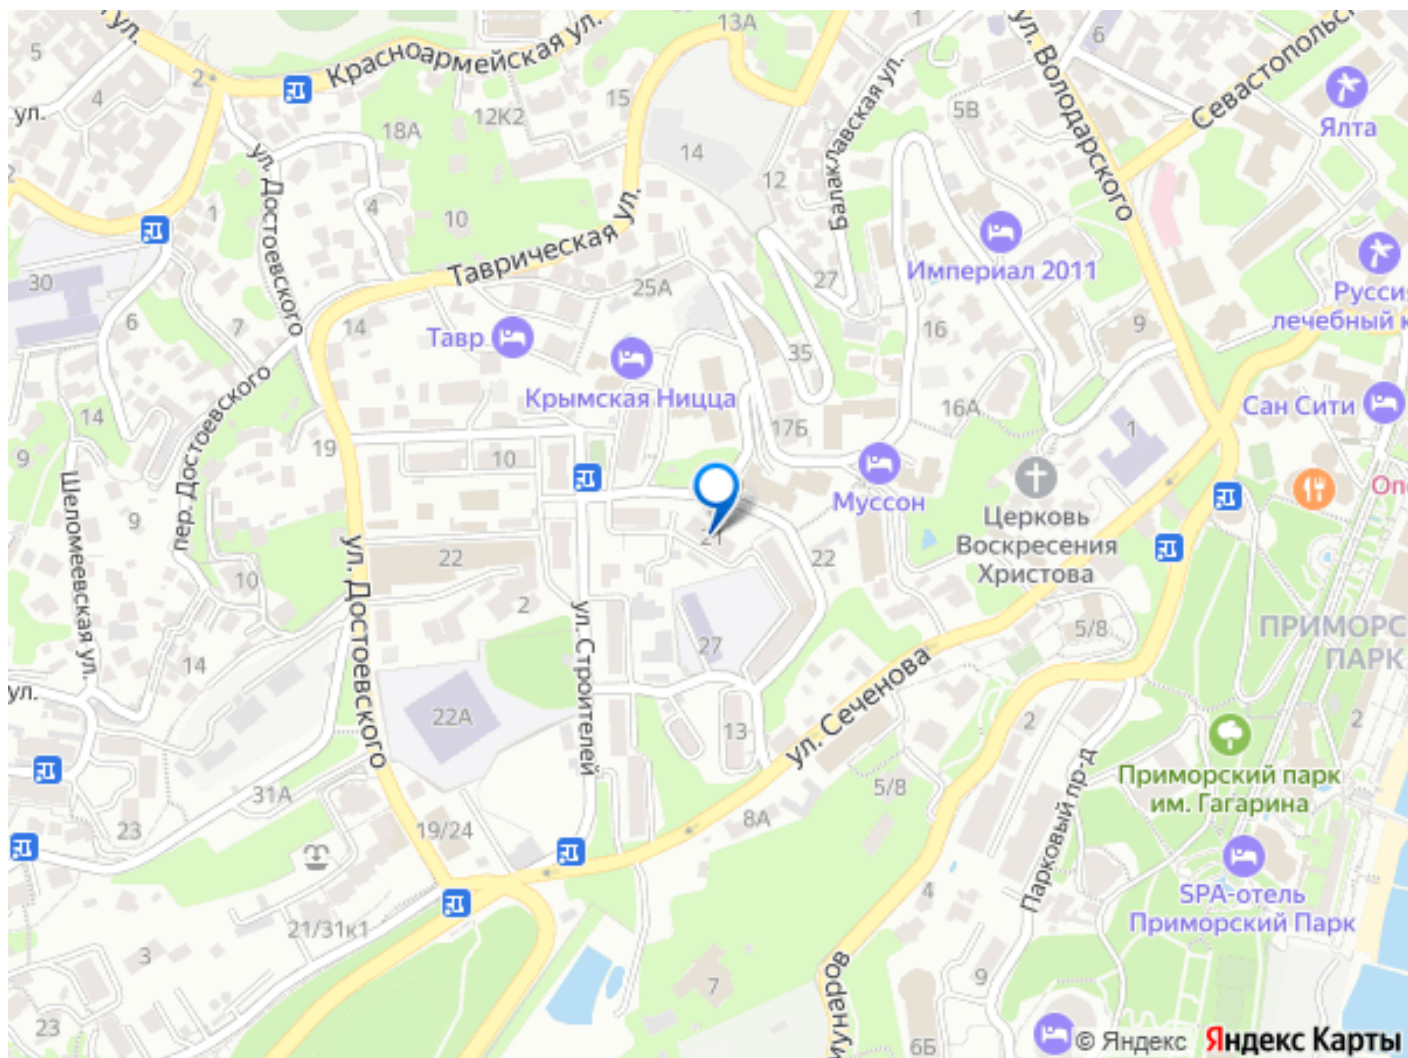 ул.
5
2
4
ул.
2
Красноармейская ул.
13А
15
12К2
18А
1
ул. Володарского
6
Севастопольс
Ялта
5В
Балаклавская ул.
14
12
ул. Достоевского
4
10
1
Таврическая ул.
30
6
7
14
25А
27
Империал 2011
Руссия
лечебный к
16
9
Тавр
Крымская Ницца
35
16А
17Б
Сан Сити
1
14
9
пер. Достоевского
19
10
Шеломеевская ул.
9
Муссон
Церковь
Воскресения
Христова
21
22
22
10
2
ул. Достоевского
ул. Строителей
27
5/8
ПРИМОРС
ПАРК
14
ул.
22А
13
ул. Сеченова
2
2
Парковый пр-д
Приморский парк
им. Гагарина
31А
23
19/24
8А
5/8
4
SPA-отель
Приморский Парк
21/31к1
3
7
9
23
6Б
© Яндекс Яндекс Карты